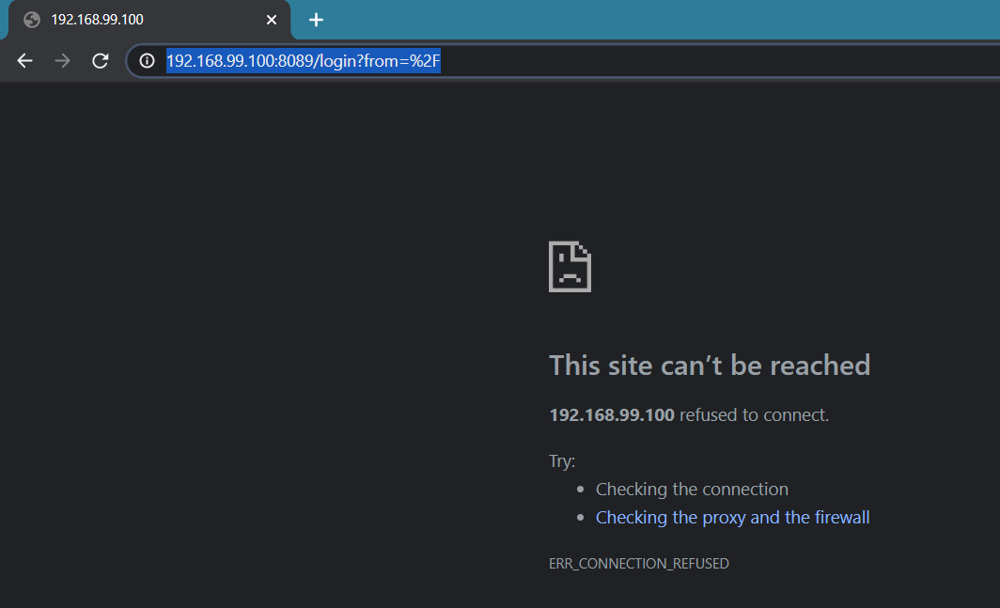 192.168.99.100
192.168.99.100:8089/login?from=%2F
This site can’t be reached
192.168.99.100 refused to connect.
Try:
• Checking the connection
• Checking the proxy and the firewall
ERR_CONNECTION_REFUSED